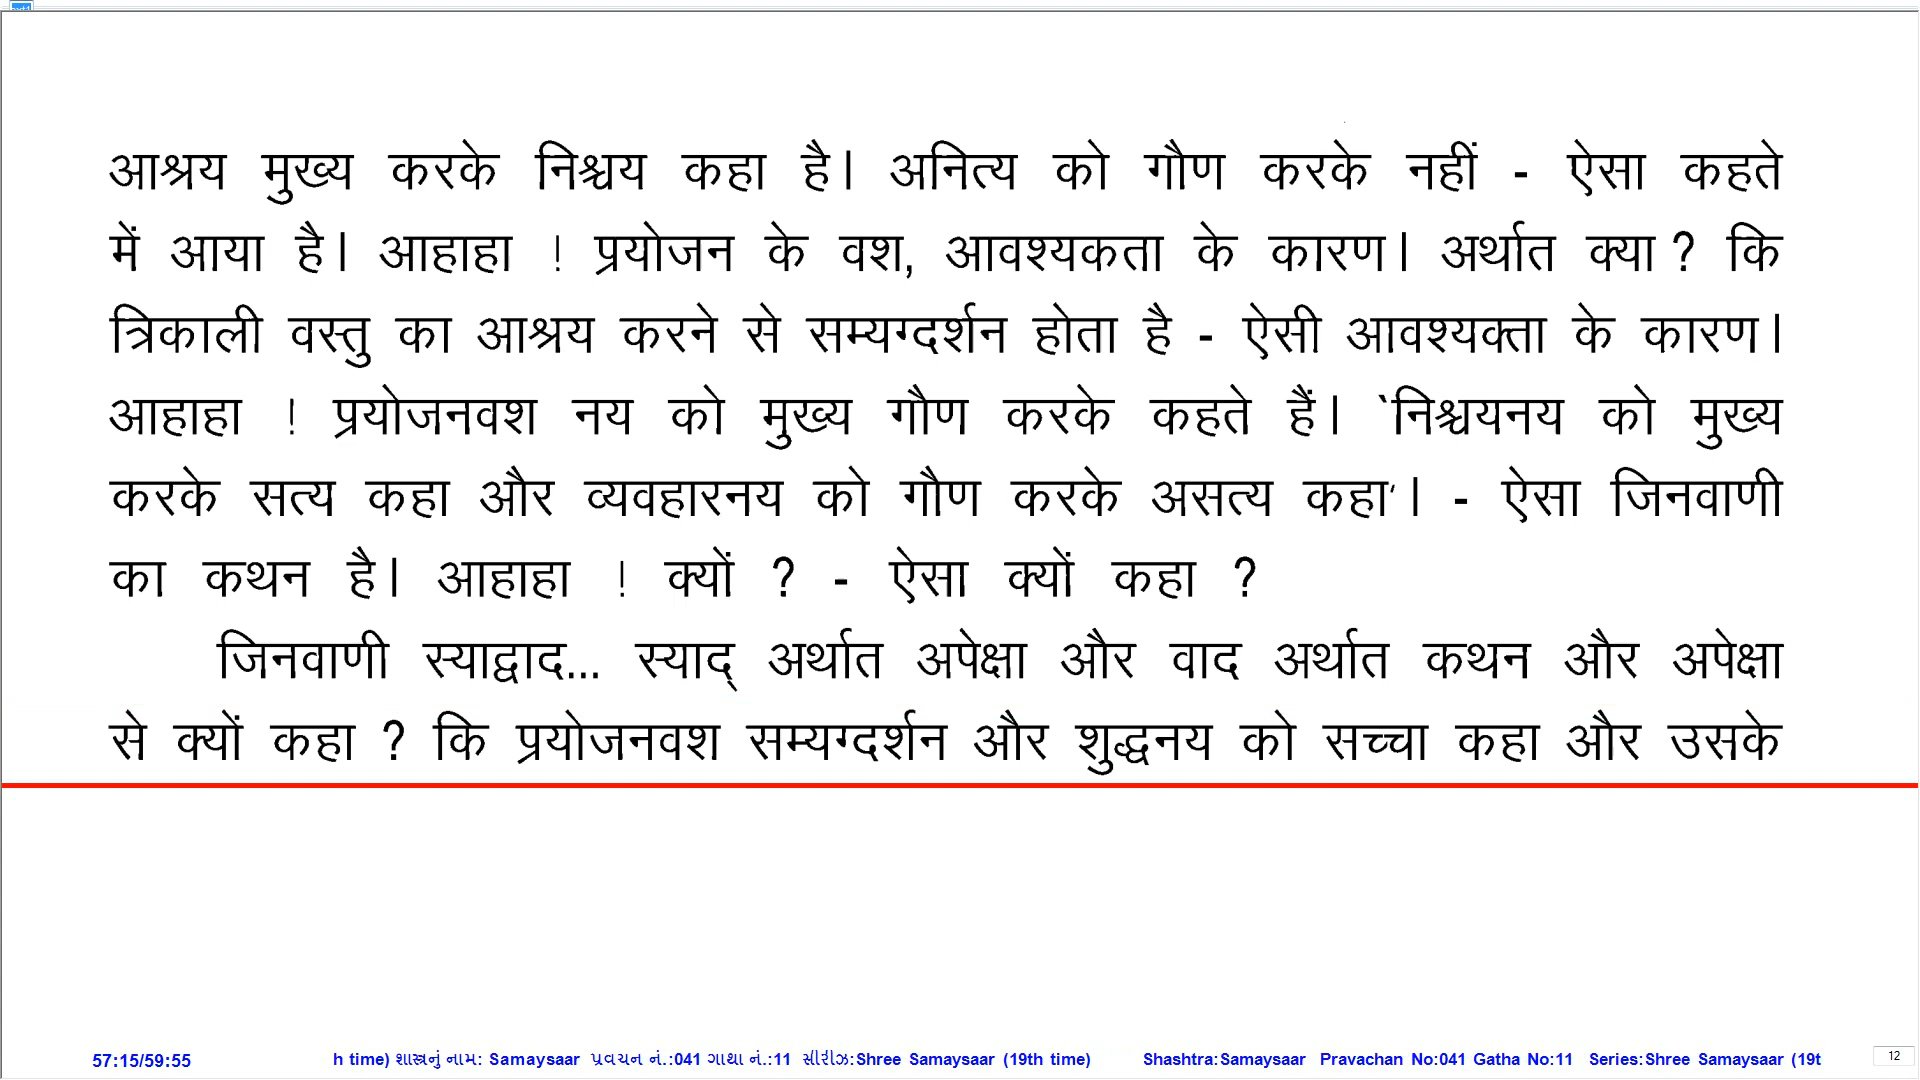 आश्रय मुख्य करके निश्चय कहा है। अनित्य को गौण करके नहीं - ऐसा कहते
में आया है। आहाहा ! प्रयोजन के वश, आवश्यकता के कारण। अर्थात क्या ? कि
त्रिकाली वस्तु का आश्रय करने से सम्यग्दर्शन होता है - ऐसी आवश्यक्ता के कारण।
आहाहा ! प्रयोजनवश नय को मुख्य गौण करके कहते हैं। `निश्चयनय को मुख्य
करके सत्य कहा और व्यवहारनय को गौण करके असत्य कहा’। - ऐसा जिनवाणी
का कथन है। आहाहा ! क्यों ? - ऐसा क्यों कहा ?
जिनवाणी स्याद्वाद... स्याद् अर्थात अपेक्षा और वाद अर्थात कथन और अपेक्षा
से क्यों कहा ? कि प्रयोजनवश सम्यग्दर्शन और शुद्धनय को सच्चा कहा और उसके
57:15/59:55 h time) શાસ્ત્રનું નામ: Samaysaar પ્રવચન નં.:041 ગાથા નં.:11 સીરીઝ:Shree Samaysaar (19th time) Shashtra:Samaysaar Pravachan No:041 Gatha No:11 Series:Shree Samaysaar (19t 12